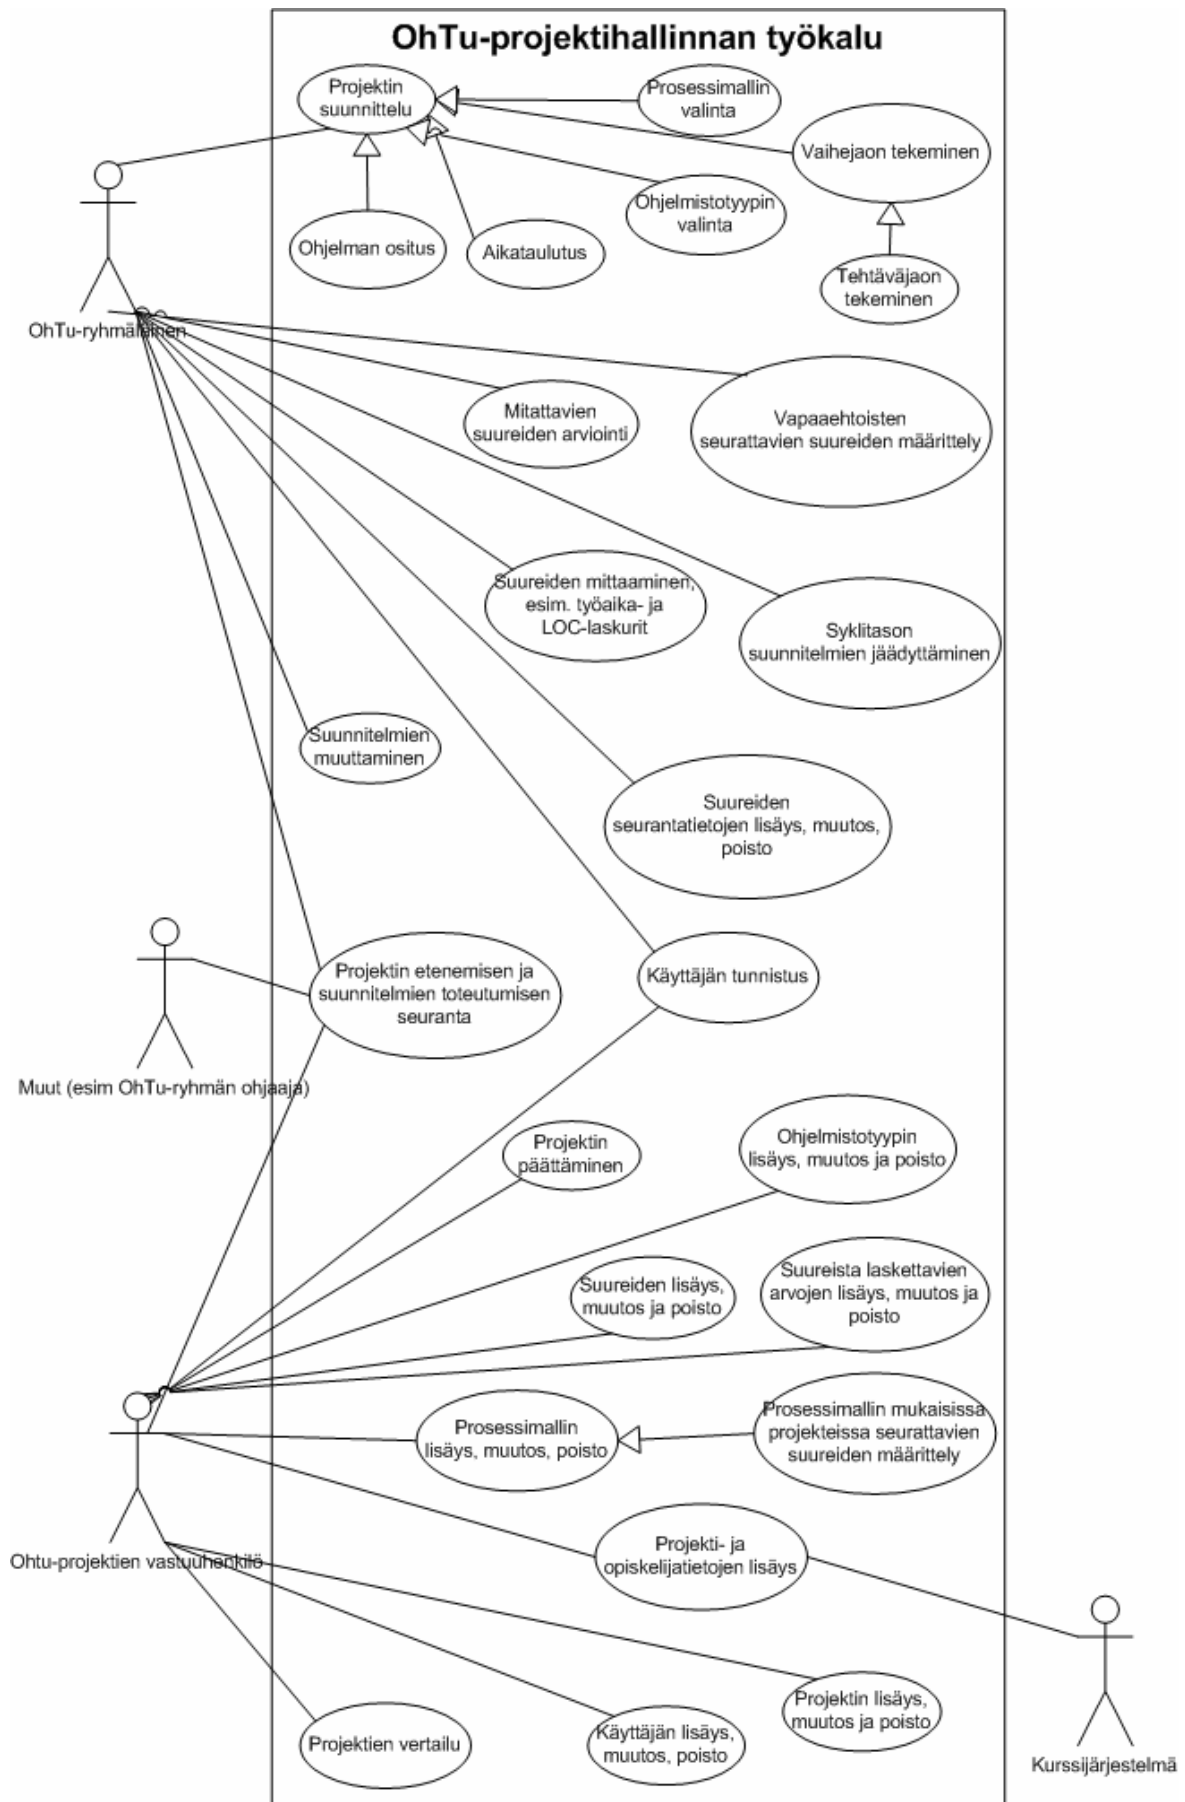 OhTu-projektihallinnan työkalu
Projektin
suunnittelu
Prosessimallin
valinta
Vaihejaon tekeminen
Ohjelmistotyypin
valinta
Ohjelman ositus
Aikataulutus
Tehtäväjaon
tekeminen
OhTu-ryhmäläinen
Mitattavien
suureiden arviointi
Vapaaehtoisten
seurattavien suureiden määrittely
Suureiden mittaaminen,
esim. työaika- ja
LOC-laskurit
Syklitason
suunnitelmien jäädyttäminen
Suunnitelmien
muuttaminen
Suureiden
seurantatietojen lisäys, muutos,
poisto
Projektin etenemisen ja
suunnitelmien toteutumisen
seuranta
Käyttäjän tunnistus
Muut (esim OhTu-ryhmän ohjaaja)
Projektin
päättäminen
Ohjelmistotyypin
lisäys, muutos ja poisto
Suureiden lisäys,
muutos ja poisto
Suureista laskettavien
arvojen lisäys, muutos ja
poisto
Prosessimallin
lisäys, muutos, poisto
Prosessimallin mukaisissa
projekteissa seurattavien
suureiden määrittely
Ohtu-projektien vastuuhenkilö
Projekti- ja
opiskelijatietojen lisäys
Projektien vertailu
Käyttäjän lisäys,
muutos, poisto
Projektin lisäys,
muutos ja poisto
Kurssijärjestelmä